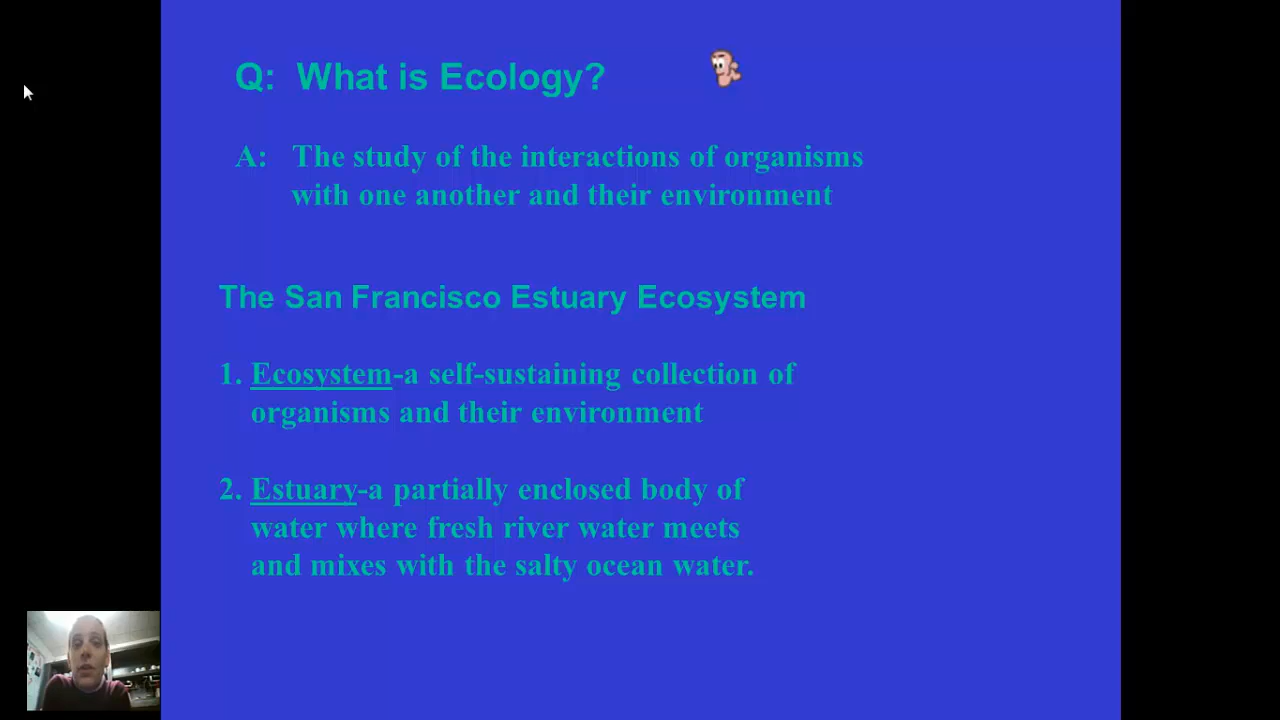 Q: What is Ecology?
A: The study of the interactions of organisms
with one another and their environment
The San Francisco Estuary Ecosystem
1. Ecosystem-a self-sustaining collection of
organisms and their environment
2. Estuary-a partially enclosed body of
water where fresh river water meets
and mixes with the salty ocean water.